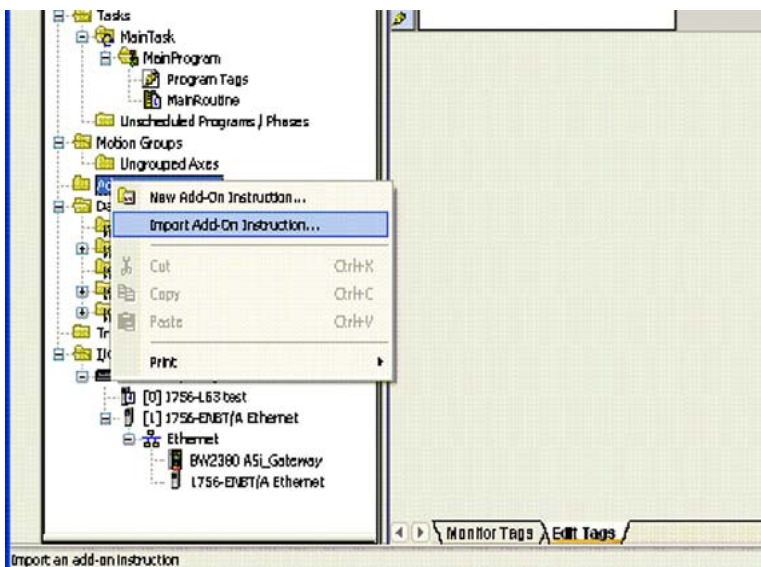 Tasks
MainTask
MainProgram
Program Tags
MainRoutine
Unscheduled Programs / Phases
Motion Groups
Ungrouped Axes
New Add-On Instruction...
Import Add-On Instruction...
Cut Ctrl+X
Copy Ctrl+C
Paste Ctrl+V
Print
[0] 1756-L63 test
[1] 1756-ENBT/A Ethernet
Ethernet
BW2380 ASi_Gateway
1756-ENBT/A Ethernet
Monitor Tags
Edit Tags
Import an add-on instruction